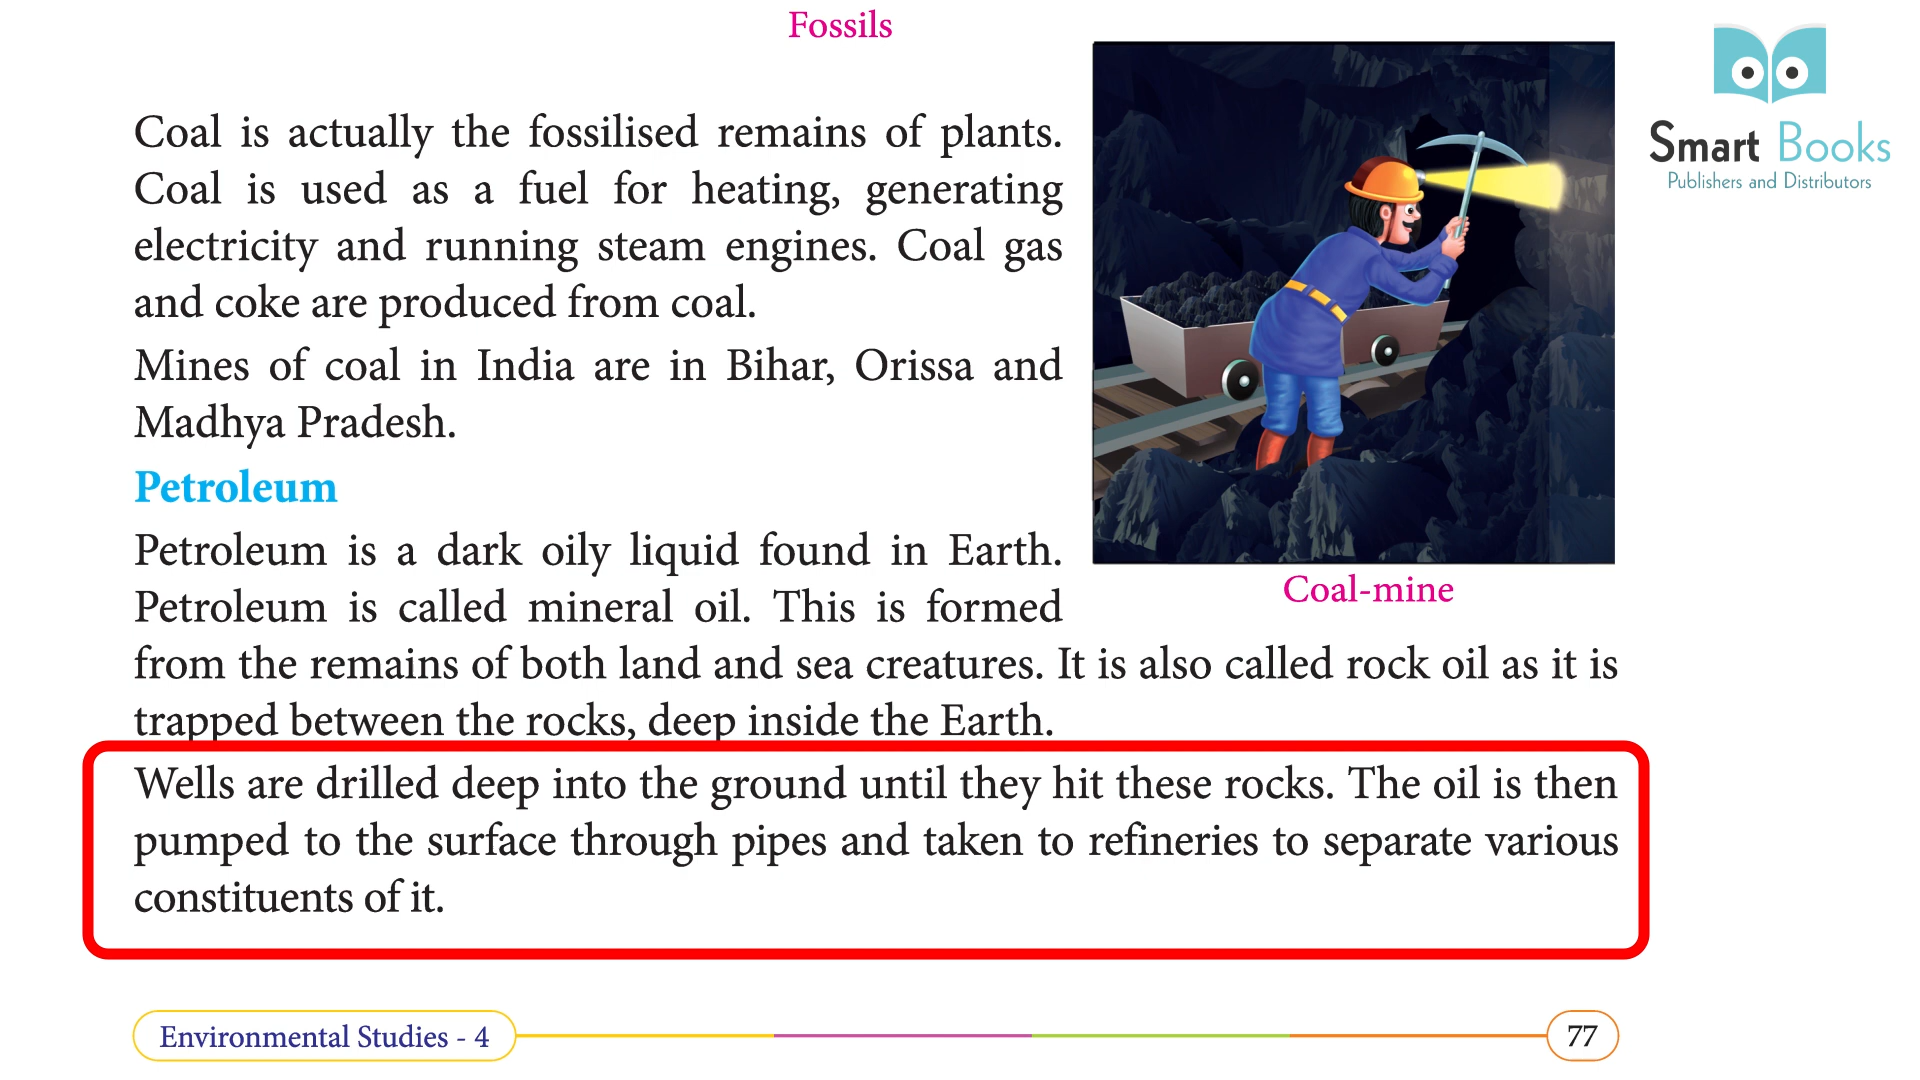 Fossils
Smart Books
Publishers and Distributors
Coal is actually the fossilised remains of plants.
Coal is used as a fuel for heating, generating
electricity and running steam engines. Coal gas
and coke are produced from coal.
Mines of coal in India are in Bihar, Orissa and
Madhya Pradesh.
Petroleum
Petroleum is a dark oily liquid found in Earth.
Petroleum is called mineral oil. This is formed
Coal-mine
from the remains of both land and sea creatures. It is also called rock oil as it is
trapped between the rocks, deep inside the Earth.
Wells are drilled deep into the ground until they hit these rocks. The oil is then
pumped to the surface through pipes and taken to refineries to separate various
constituents of it.
Environmental Studies - 4
77